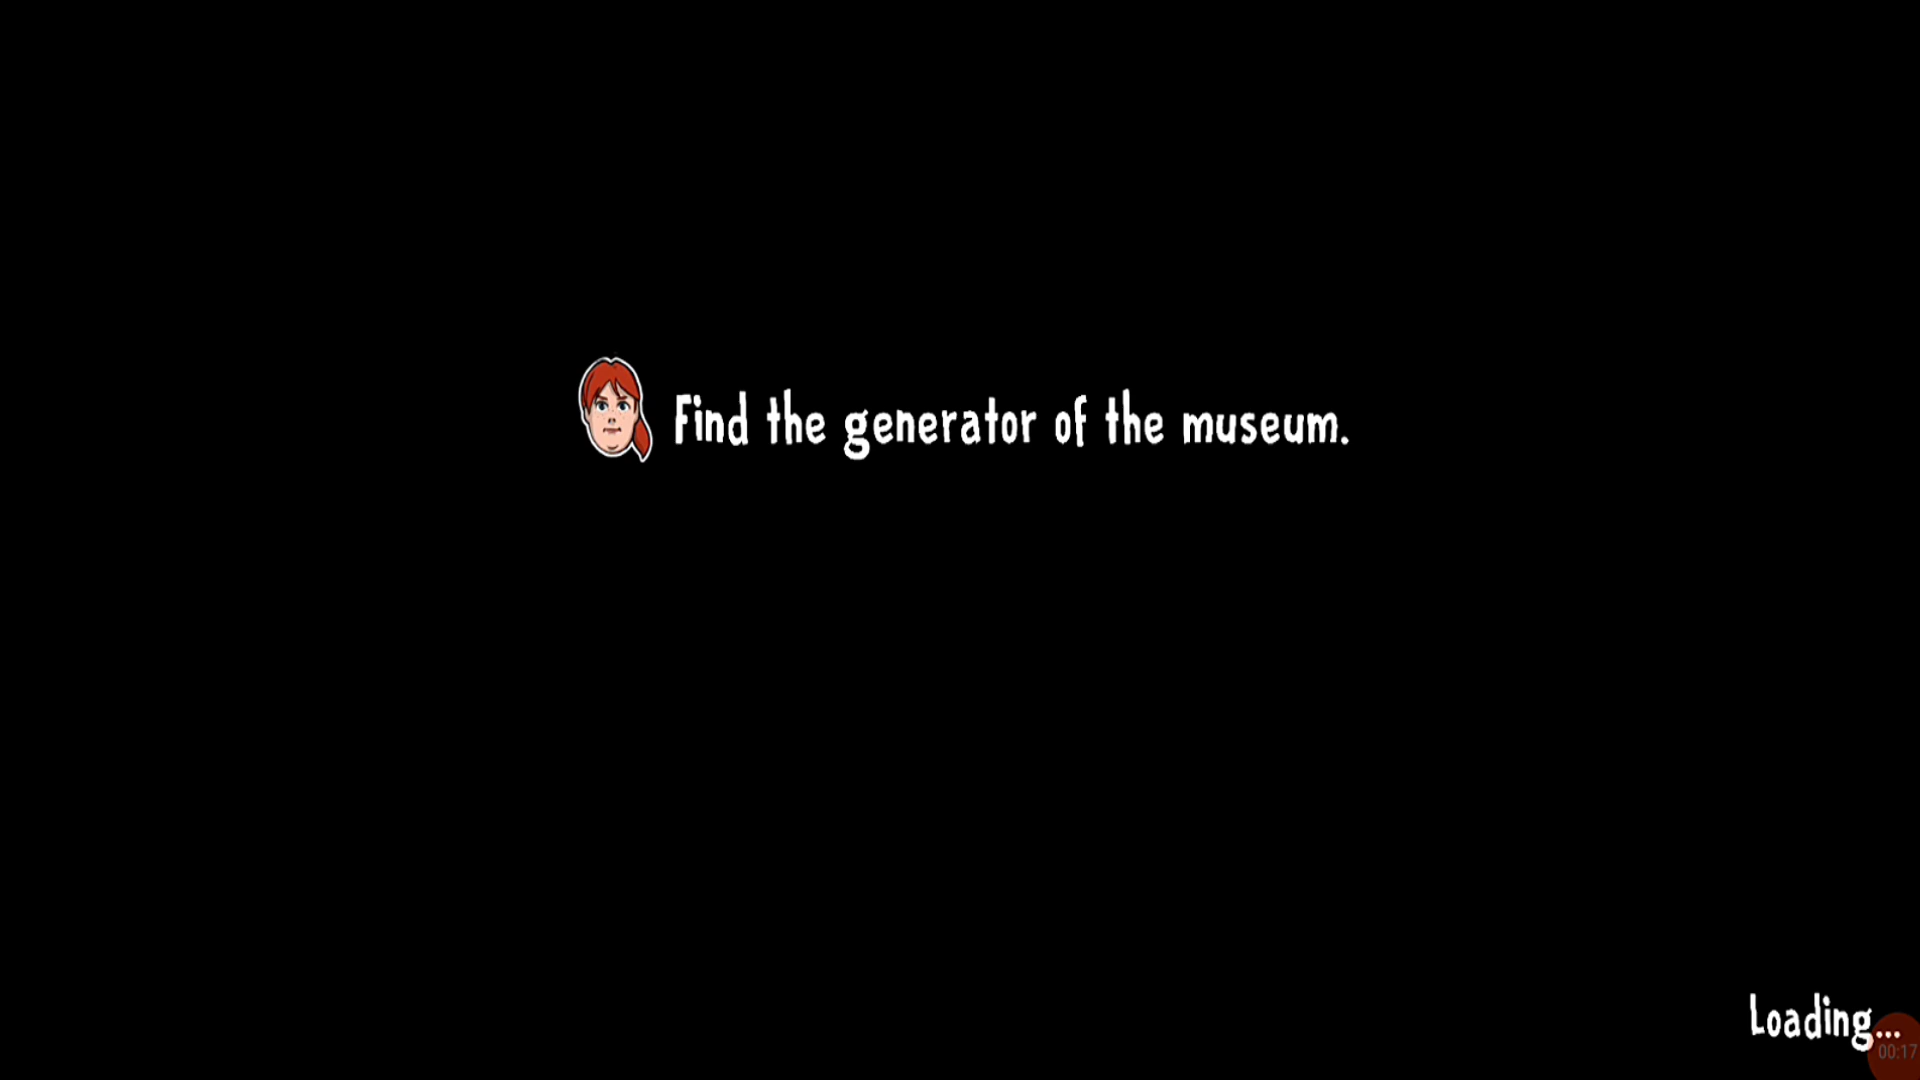 Find the generator of the museum.
Loading...
00:17